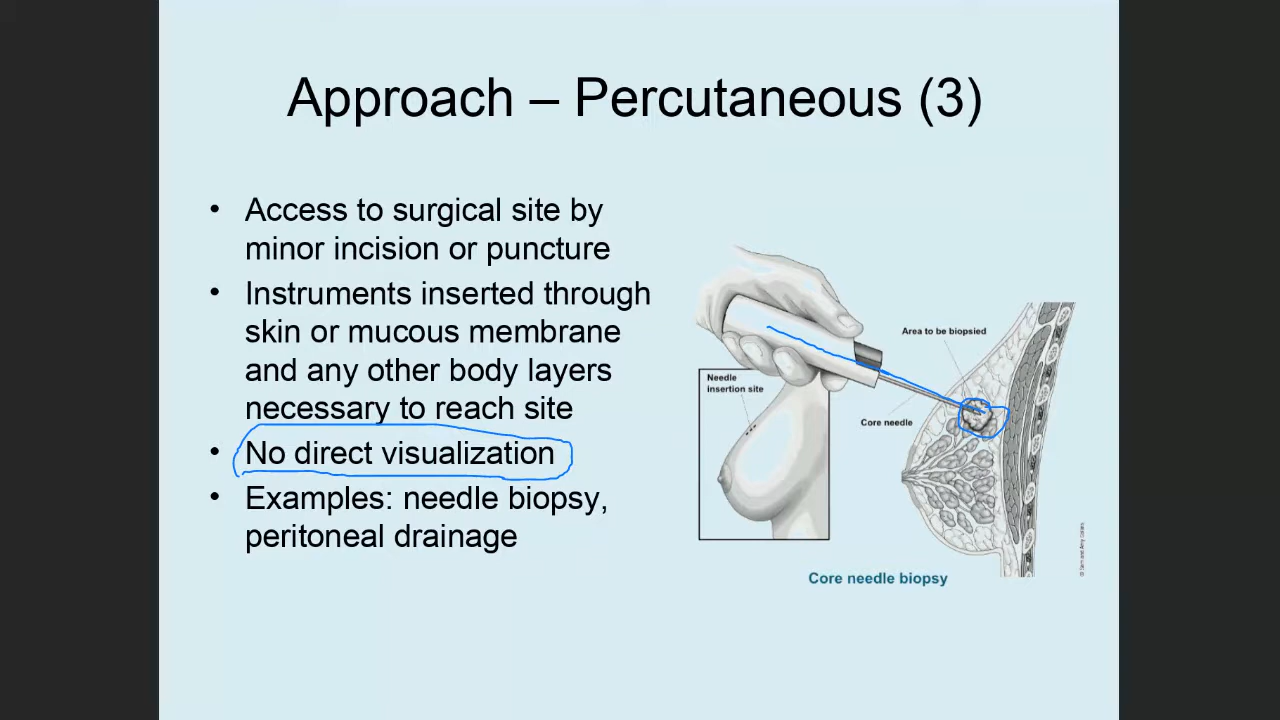 Approach – Percutaneous (3)
• Access to surgical site by
minor incision or puncture
• Instruments inserted through
skin or mucous membrane
and any other body layers
necessary to reach site
• No direct visualization
• Examples: needle biopsy,
peritoneal drainage
Area to be biopsied
Needle
insertion site
Core needle
Core needle biopsy